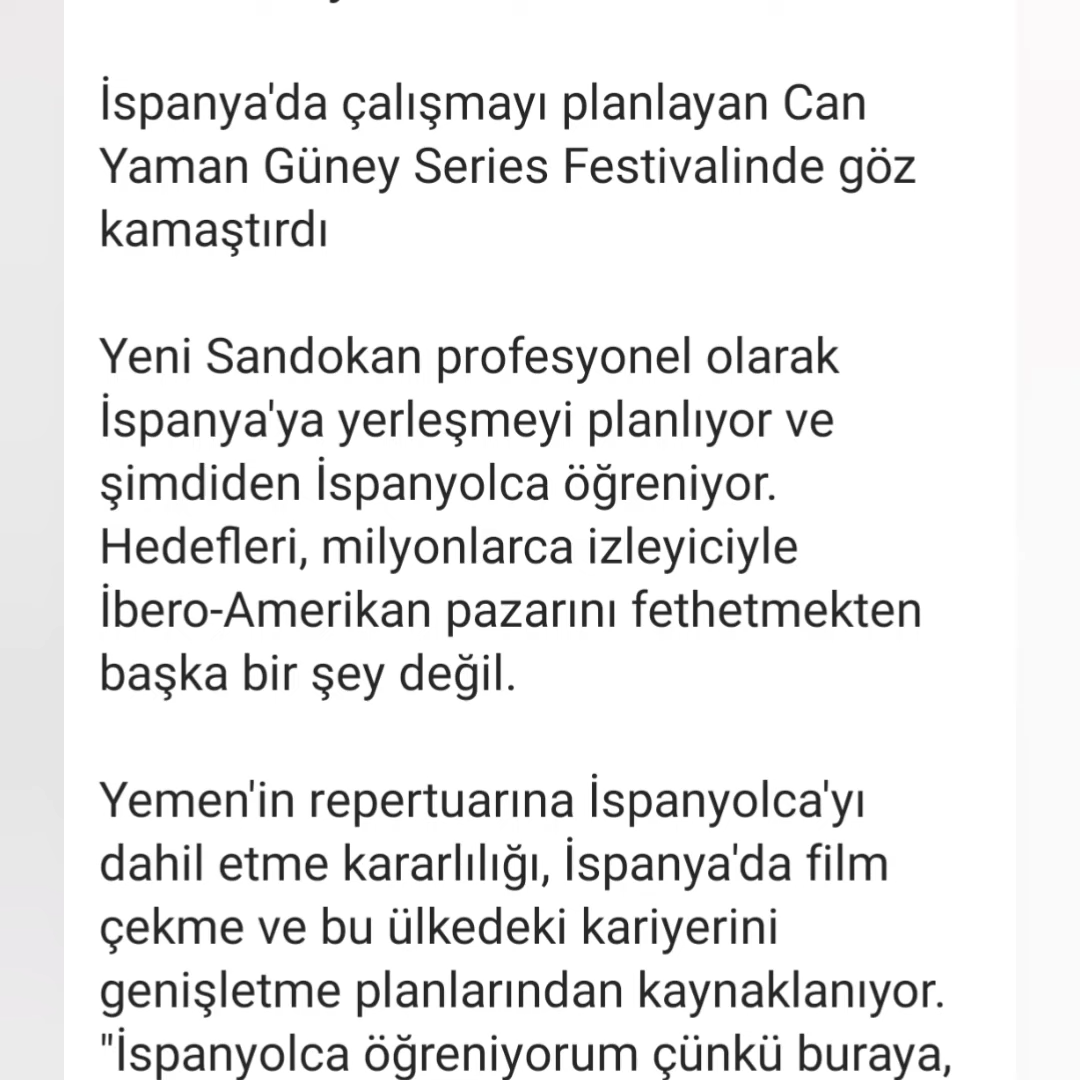 İspanya'da çalışmayı planlayan Can
Yaman Güney Series Festivalinde göz
kamaştırdı
Yeni Sandokan profesyonel olarak
İspanya'ya yerleşmeyi planlıyor ve
şimdiden İspanyolca öğreniyor.
Hedefleri, milyonlarca izleyiciyle
İbero-Amerikan pazarını fethetmekten
başka bir şey değil.
Yemen'in repertuarına İspanyolca'yı
dahil etme kararlılığı, İspanya'da film
çekme ve bu ülkedeki kariyerini
genişletme planlarından kaynaklanıyor.
"İspanyolca öğreniyorum çünkü buraya,